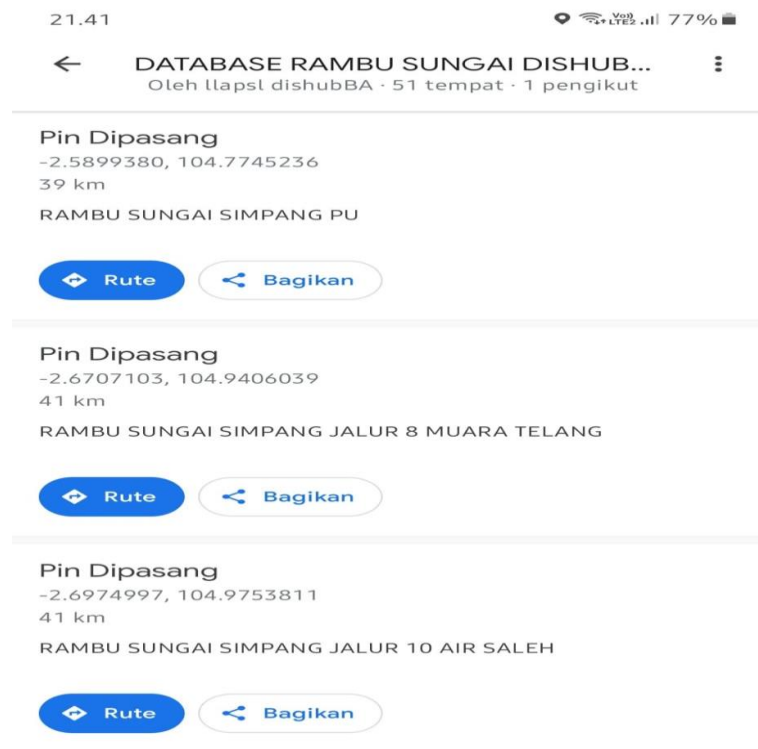 21.41
Vo)) LTE2 77%
DATABASE RAMBU SUNGAI DISHUB...
Oleh llapsl dishubBA · 51 tempat · 1 pengikut
Pin Dipasang
-2.5899380, 104.7745236
39 km
RAMBU SUNGAI SIMPANG PU
Rute Bagikan
Pin Dipasang
-2.6707103, 104.9406039
41 km
RAMBU SUNGAI SIMPANG JALUR 8 MUARA TELANG
Rute Bagikan
Pin Dipasang
-2.6974997, 104.9753811
41 km
RAMBU SUNGAI SIMPANG JALUR 10 AIR SALEH
Rute Bagikan